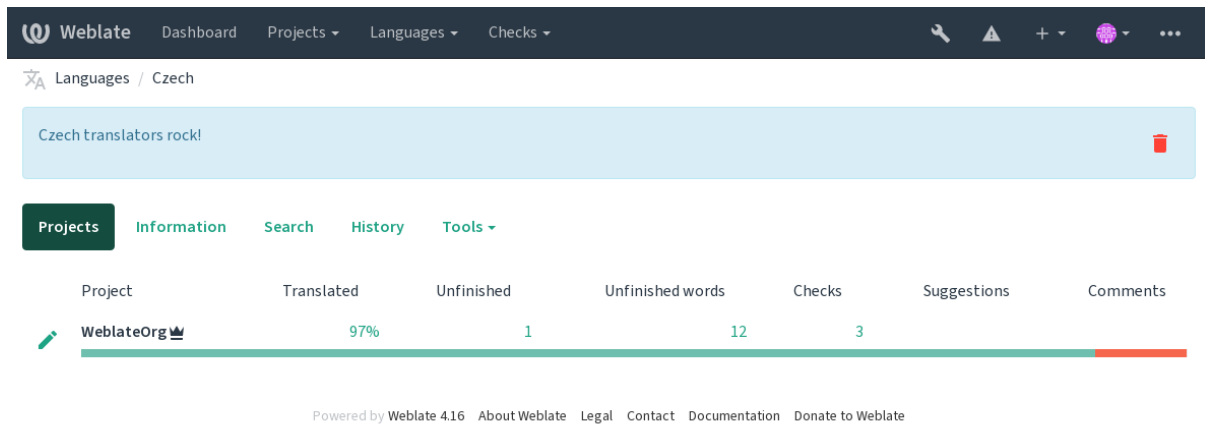 Weblate Dashboard Projects Languages Checks
Languages / Czech
Czech translators rock!
Projects Information Search History Tools
Project Translated Unfinished Unfinished words Checks Suggestions Comments
WeblateOrg 97% 1 12 3
Powered by Weblate 4.16 About Weblate Legal Contact Documentation Donate to Weblate